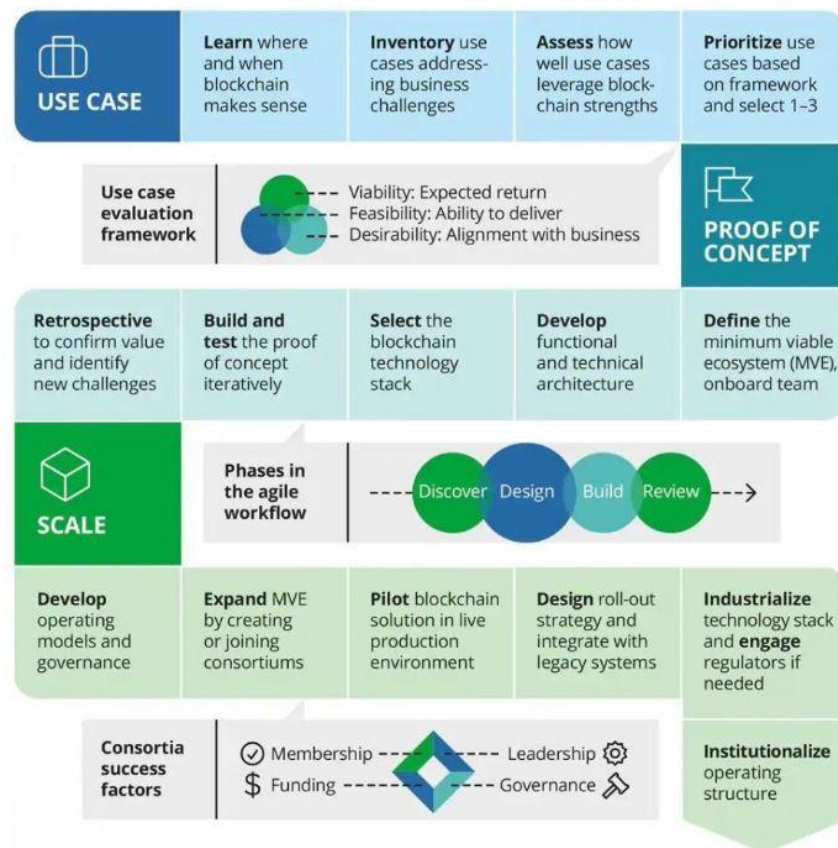 USE CASE
Learn where
and when
blockchain
makes sense
Inventory use
cases address-
ing business
challenges
Assess how
well use cases
leverage block-
chain strengths
Prioritize use
cases based
on framework
and select 1–3
Use case
evaluation
framework
Viability: Expected return
Feasibility: Ability to deliver
Desirability: Alignment with business
PROOF OF
CONCEPT
Retrospective
to confirm value
and identify
new challenges
Build and
test the proof
of concept
iteratively
Select the
blockchain
technology
stack
Develop
functional
and technical
architecture
Define the
minimum viable
ecosystem (MVE),
onboard team
SCALE
Phases in
the agile
workflow
Discover
Design
Build
Review
Develop
operating
models and
governance
Expand MVE
by creating
or joining
consortiums
Pilot blockchain
solution in live
production
environment
Design roll-out
strategy and
integrate with
legacy systems
Industrialize
technology stack
and engage
regulators if
needed
Consortia
success
factors
Membership
Leadership
$ Funding
Governance
Institutionalize
operating
structure